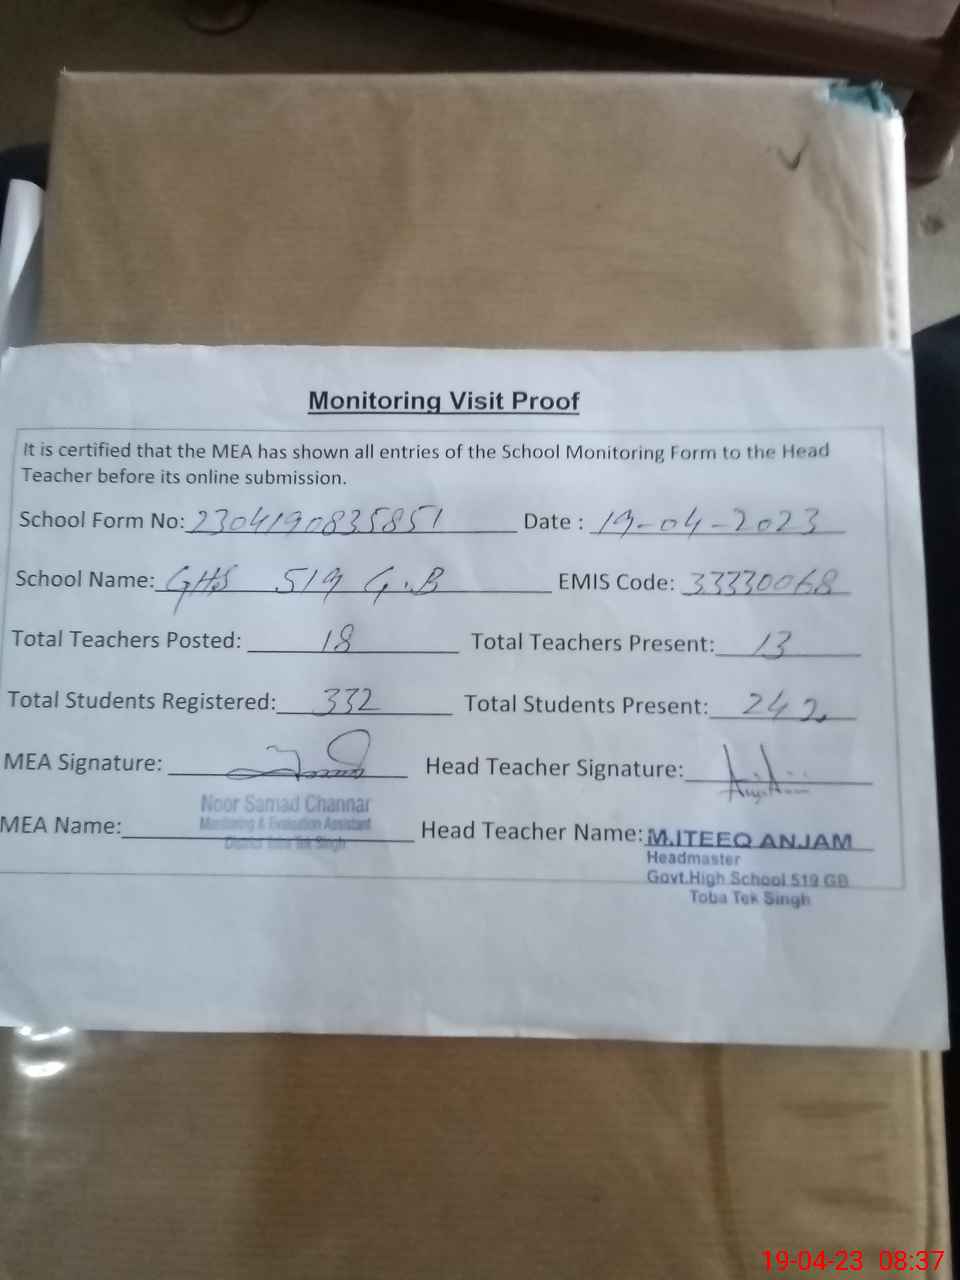 Monitoring Visit Proof
It is certified that the MEA has shown all entries of the School Monitoring Form to the Head
Teacher before its online submission.
School Form No: 2304190835851 Date : 19-04-2023
School Name: GHS 519 G.B EMIS Code: 33330068
Total Teachers Posted: 18 Total Teachers Present: 13
Total Students Registered: 332 Total Students Present: 242
MEA Signature: Head Teacher Signature:
Noor Samad Channar
Monitoring & Evaluation Assistant
District Toba Tek Singh
MEA Name: Head Teacher Name: M.ITEEQ ANJAM
Headmaster
Govt.High School 519 GB
Toba Tek Singh
19-04-23 08:37